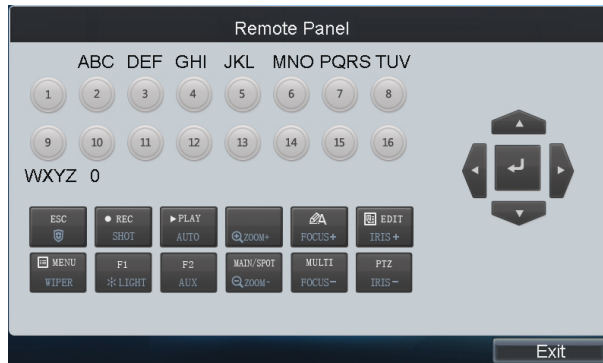 Remote Panel
ABC DEF GHI JKL MNO PQRS TUV
1 2 3 4 5 6 7 8
9 10 11 12 13 14 15 16
WXYZ 0
ESC REC PLAY A EDIT
SHOT AUTO ZOOM+ FOCUS+ IRIS+
MENU F1 F2 MAIN/SPOT MULTI PTZ
WIPER LIGHT AUX ZOOM- FOCUS- IRIS-
Exit